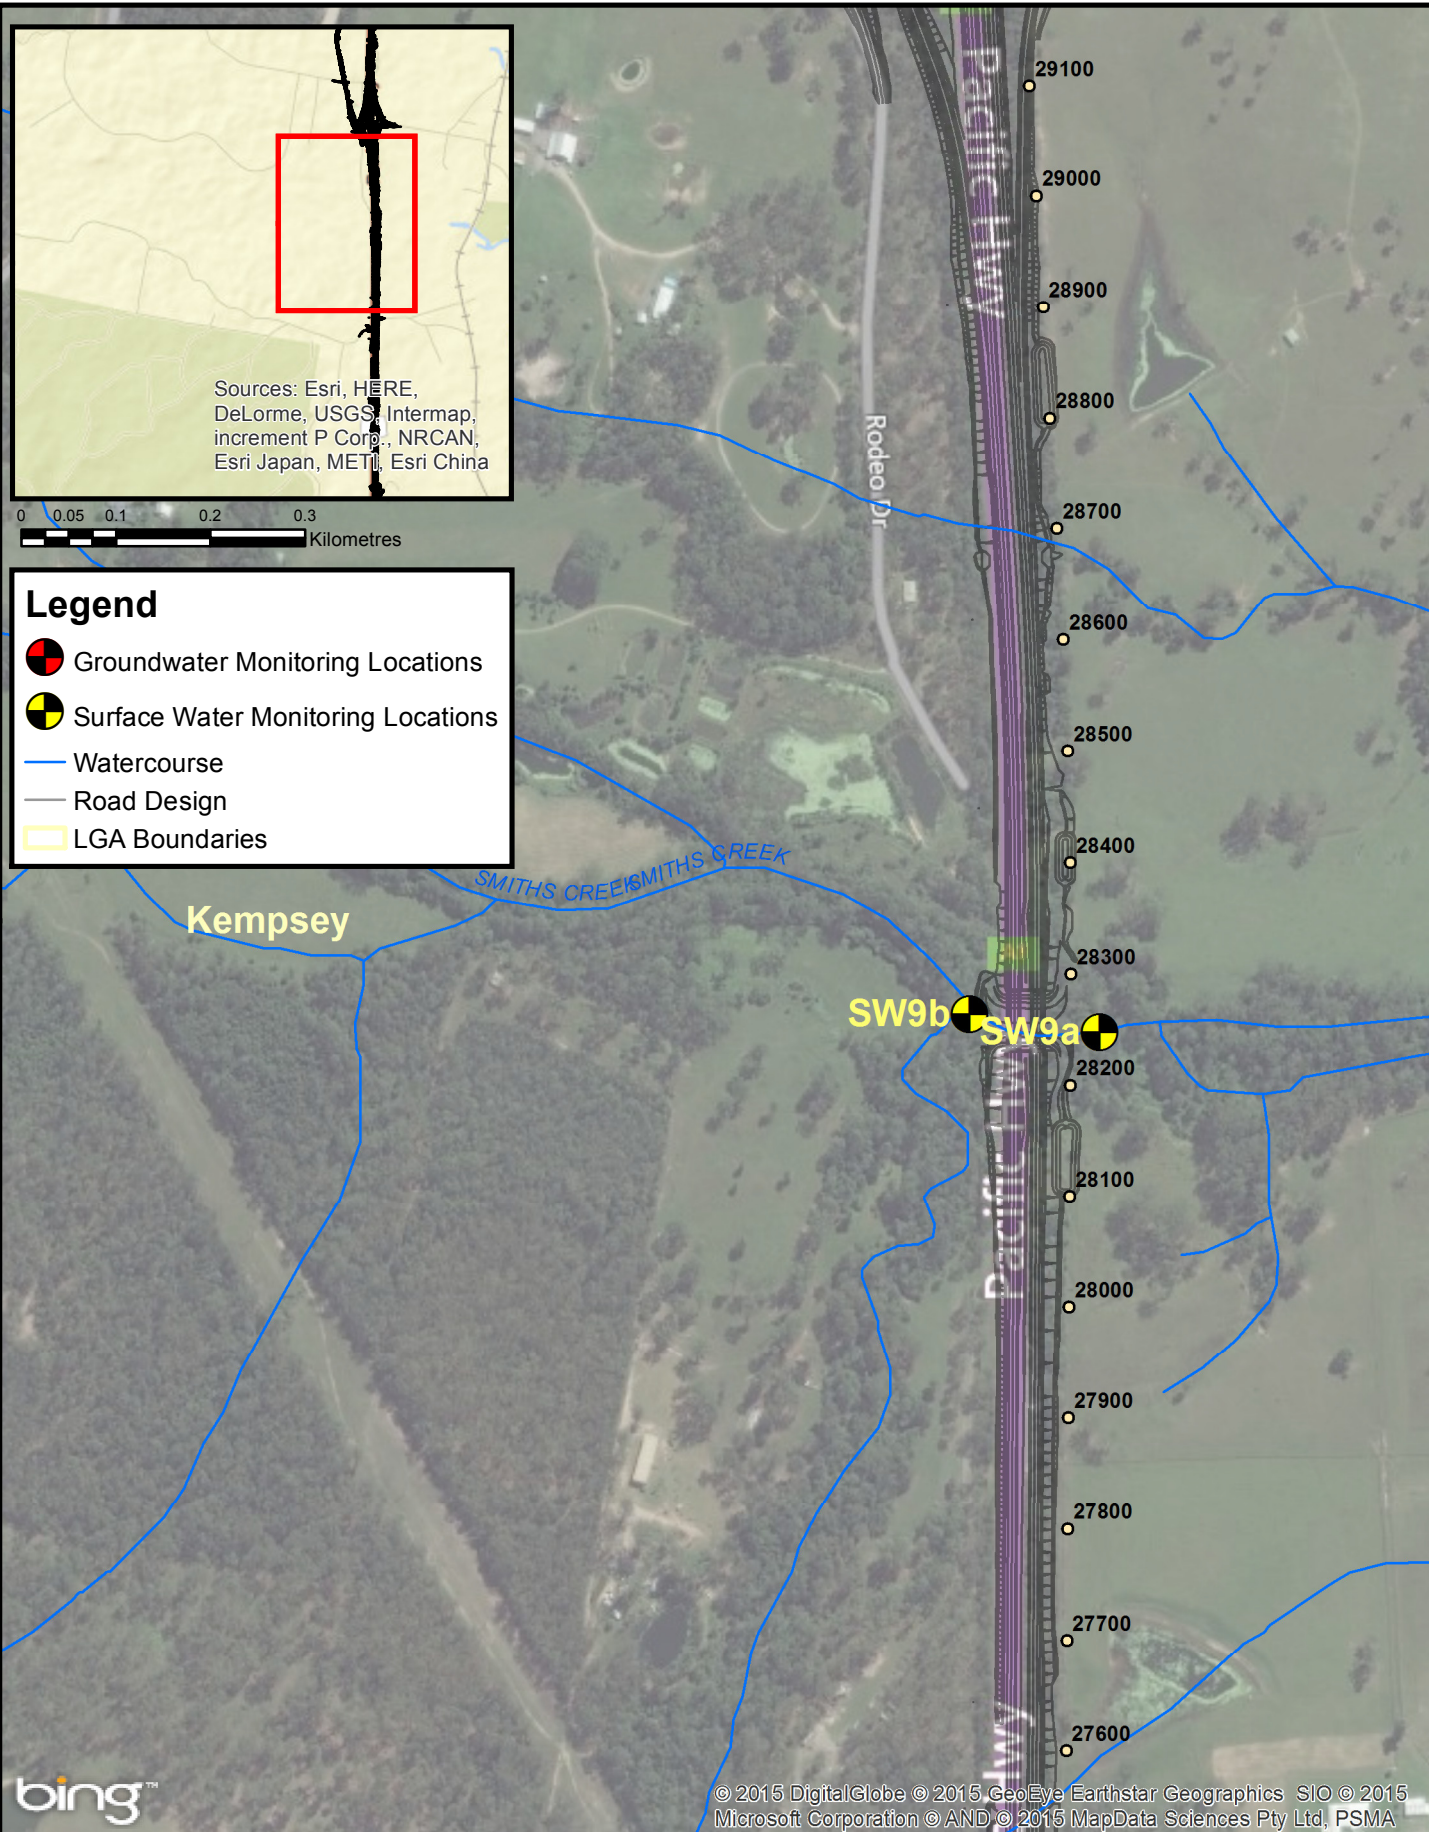 Sources: Esri, HERE,
DeLorme, USGS, Intermap,
increment P Corp., NRCAN,
Esri Japan, METI, Esri China
0 0.05 0.1 0.2 0.3
Kilometres
Legend
Groundwater Monitoring Locations
Surface Water Monitoring Locations
Watercourse
Road Design
LGA Boundaries
Pacific Hwy
29100
29000
28900
28800
Rodeo Dr
28700
28600
28500
28400
SMITHS CREEK
SMITHS CREEK
Kempsey
28300
SW9b
SW9a
28200
Pacific Hwy
28100
28000
27900
27800
27700
27600
Hwy
bing™
© 2015 DigitalGlobe © 2015 GeoEye Earthstar Geographics SIO © 2015
Microsoft Corporation © AND © 2015 MapData Sciences Pty Ltd, PSMA